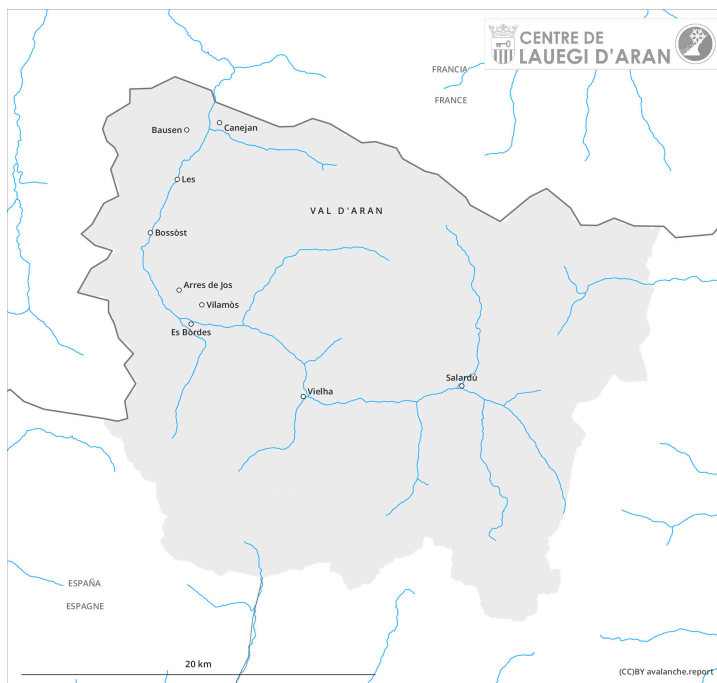 CENTRE DE
LAUEGI D'ARAN
FRANCIA
FRANCE
Canejan
Bausen
Les
VAL D'ARAN
Bossòst
Arres de Jos
Vilamòs
Es Bòrdes
Salardú
Vielha
ESPAÑA
ESPAGNE
20 km
(CC)BY avalanche.report